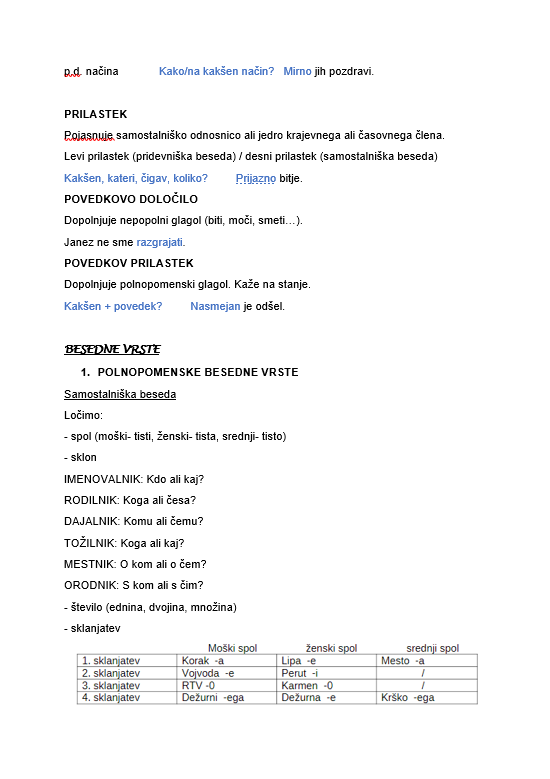 p.d. načina Kako/na kakšen način? Mirno jih pozdravi.
PRILASTEK
Pojasnuje samostalniško odnosnico ali jedro krajevnega ali časovnega člena.
Levi prilastek (pridevniška beseda) / desni prilastek (samostalniška beseda)
Kakšen, kateri, čigav, koliko? Prijazno bitje.
POVEDKOVO DOLOČILO
Dopolnjuje nepopolni glagol (biti, moči, smeti…).
Janez ne sme razgrajati.
POVEDKOV PRILASTEK
Dopolnjuje polnopomenski glagol. Kaže na stanje.
Kakšen + povedek? Nasmejan je odšel.
BESEDNE VRSTE
1. POLNOPOMENSKE BESEDNE VRSTE
Samostalniška beseda
Ločimo:
- spol (moški- tisti, ženski- tista, srednji- tisto)
- sklon
IMENOVALNIK: Kdo ali kaj?
RODILNIK: Koga ali česa?
DAJALNIK: Komu ali čemu?
TOŽILNIK: Koga ali kaj?
MESTNIK: O kom ali o čem?
ORODNIK: S kom ali s čim?
- število (ednina, dvojina, množina)
- sklanjatev
Moški spol ženski spol srednji spol
1. sklanjatev Korak -a Lipa -e Mesto -a
2. sklanjatev Vojvoda -e Perut -i /
3. sklanjatev RTV -0 Karmen -0 /
4. sklanjatev Dežurni -ega Dežurna -e Krško -ega